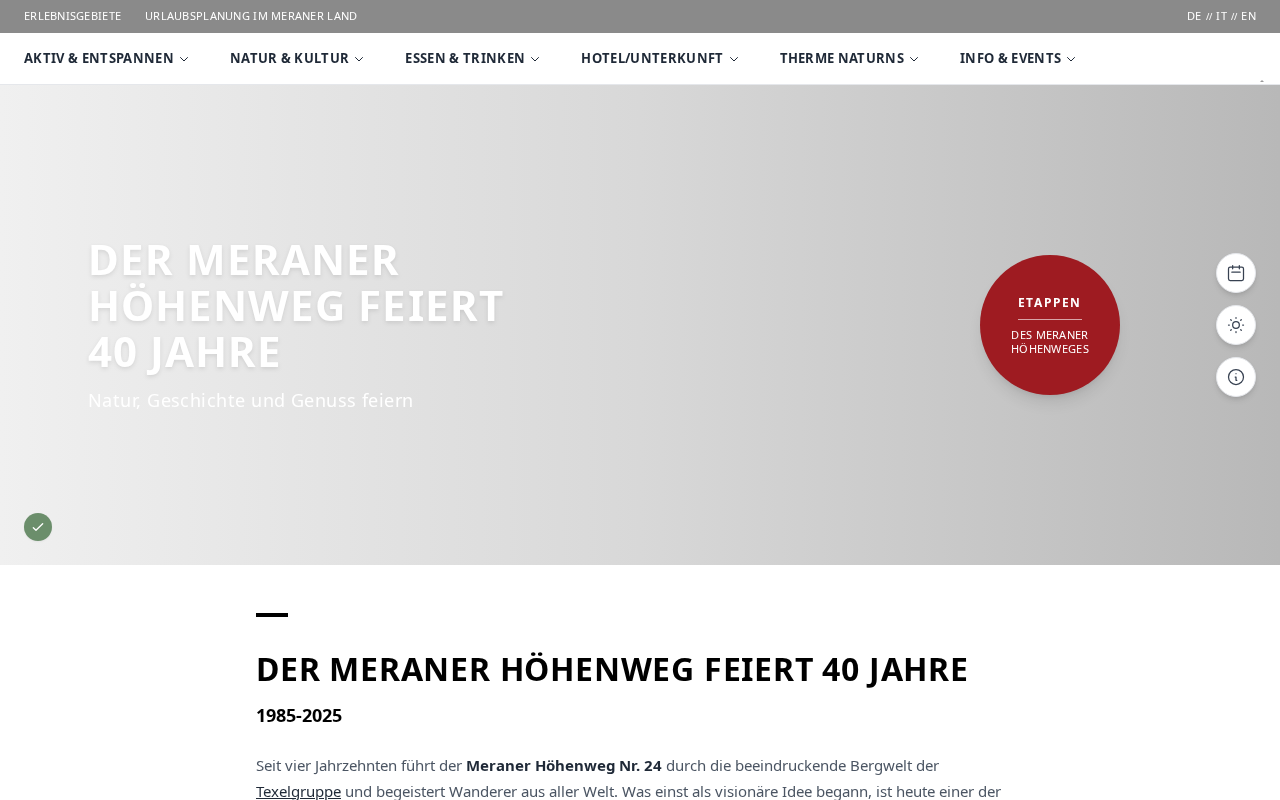 ERLEBNISGEBIETE URLAUBSPLANUNG IM MERANER LAND DE // IT // EN
AKTIV & ENTSPANNEN NATUR & KULTUR ESSEN & TRINKEN HOTEL/UNTERKUNFT THERME NATURNS INFO & EVENTS
DER MERANER
HÖHENWEG FEIERT
40 JAHRE
Natur, Geschichte und Genuss feiern
ETAPPEN
DES MERANER
HÖHENWEGES
DER MERANER HÖHENWEG FEIERT 40 JAHRE
1985-2025
Seit vier Jahrzehnten führt der Meraner Höhenweg Nr. 24 durch die beeindruckende Bergwelt der
Texelgruppe und begeistert Wanderer aus aller Welt. Was einst als visionäre Idee begann, ist heute einer der